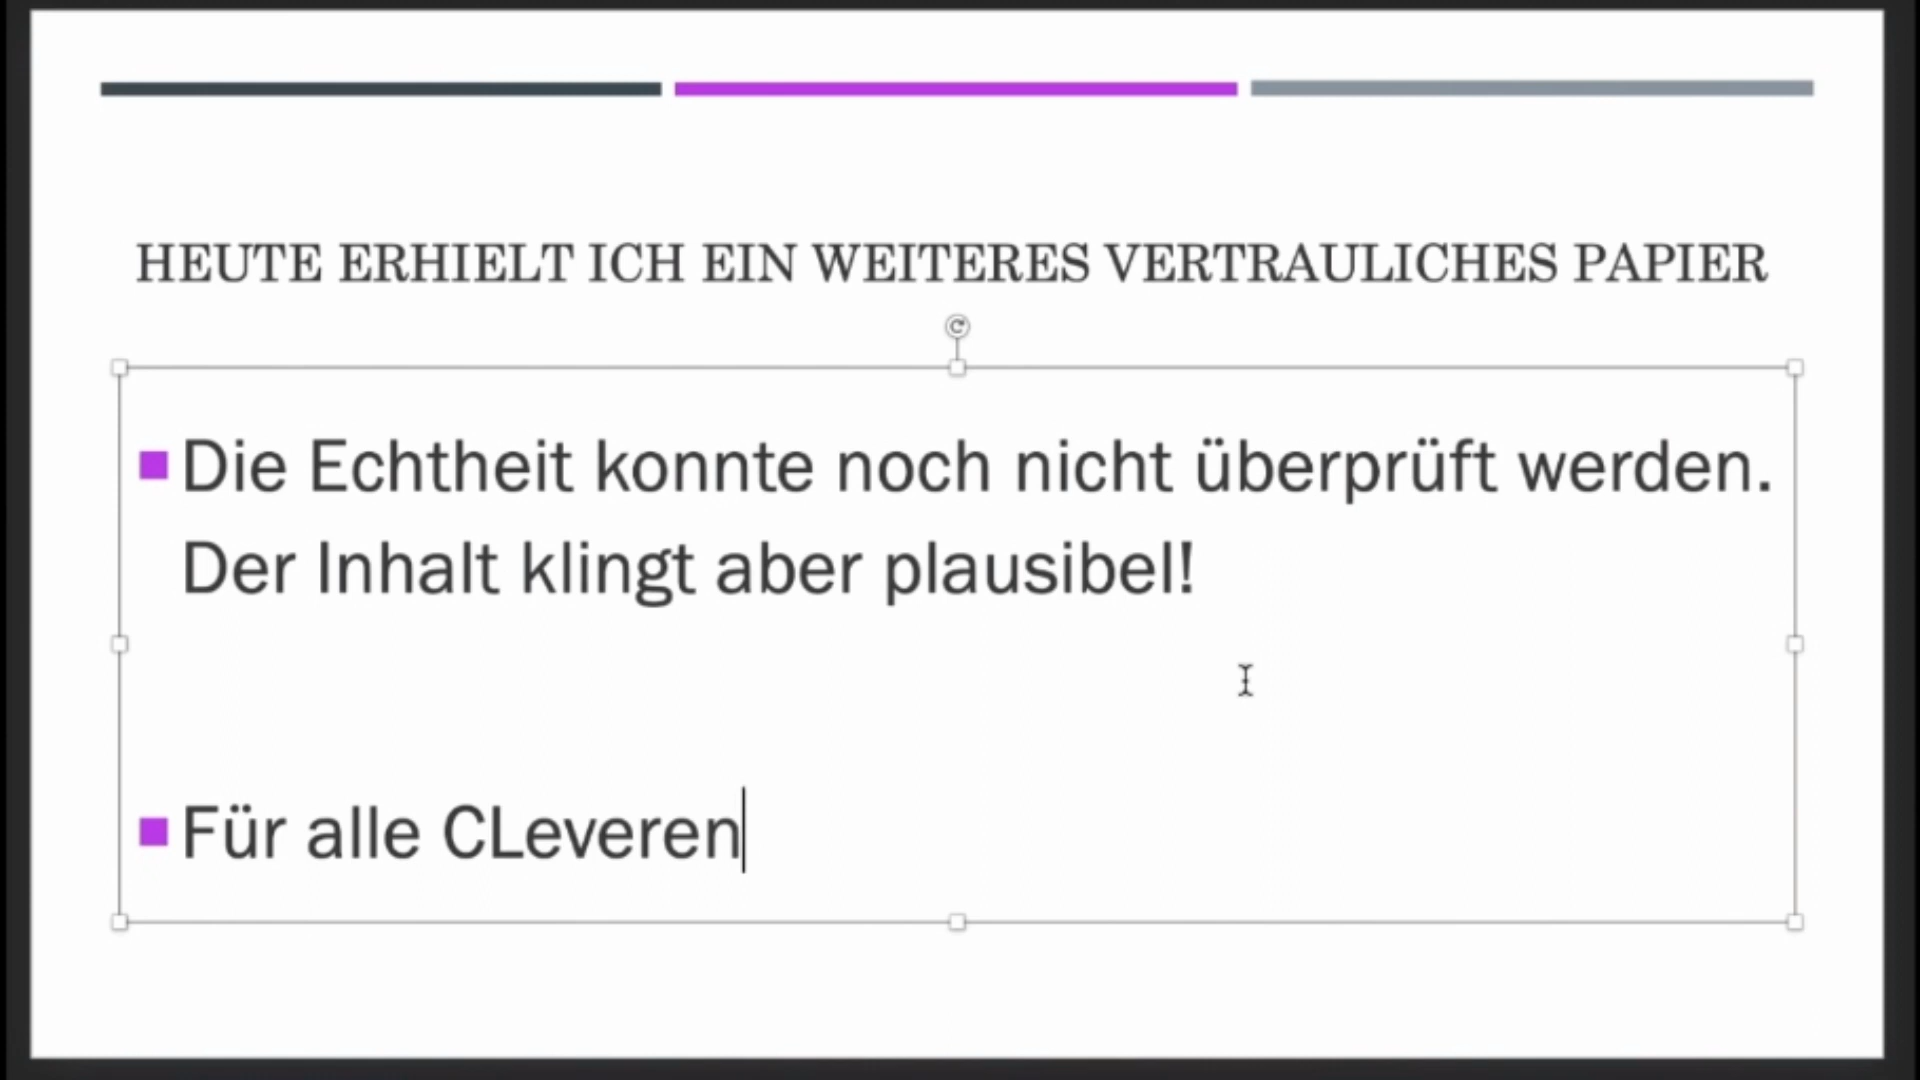 HEUTE ERHIELT ICH EIN WEITERES VERTRAULICHES PAPIER
Die Echtheit konnte noch nicht überprüft werden.
Der Inhalt klingt aber plausibel!
Für alle CLeveren